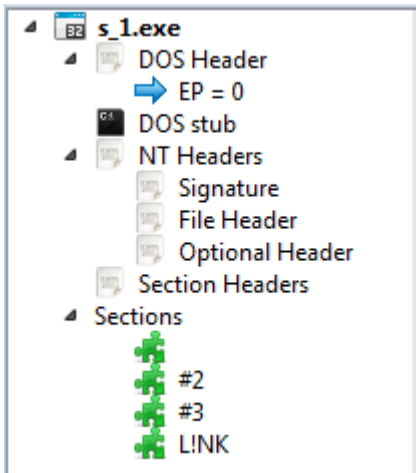 s_1.exe
DOS Header
EP = 0
DOS stub
NT Headers
Signature
File Header
Optional Header
Section Headers
Sections
#2
#3
L!NK